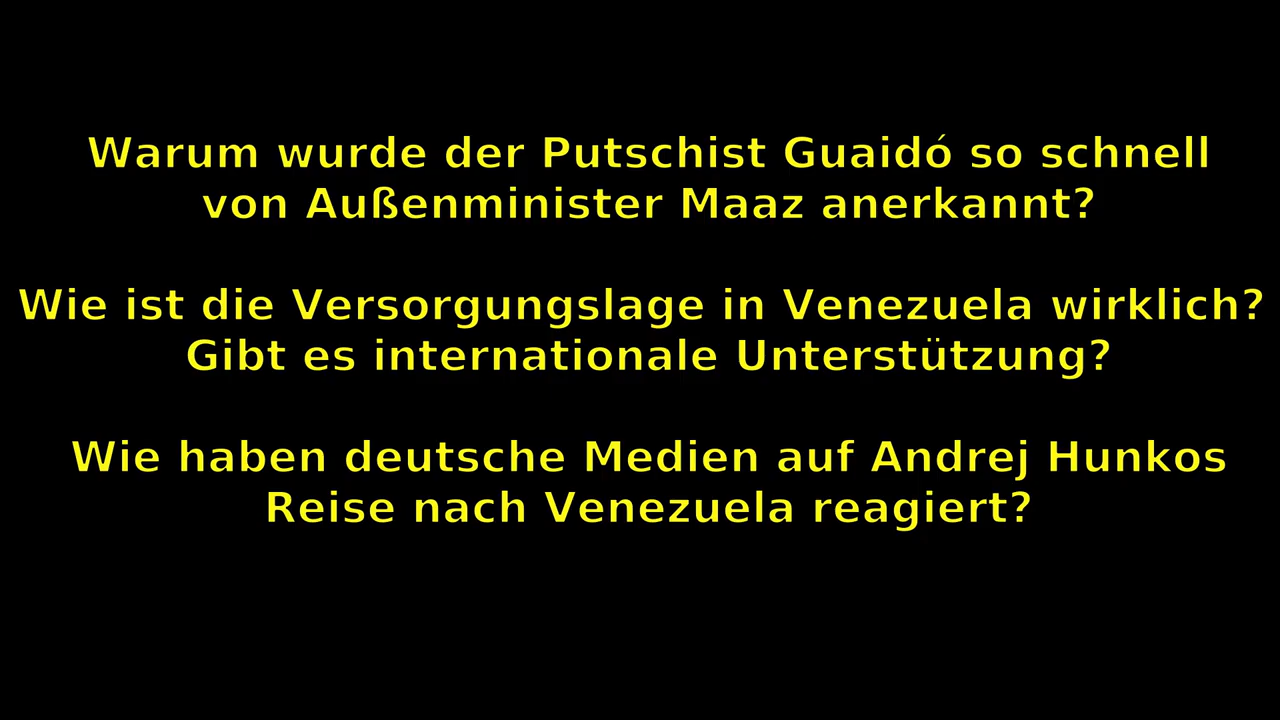 Warum wurde der Putschist Guaidó so schnell
von Außenminister Maaz anerkannt?
Wie ist die Versorgungslage in Venezuela wirklich?
Gibt es internationale Unterstützung?
Wie haben deutsche Medien auf Andrej Hunkos
Reise nach Venezuela reagiert?